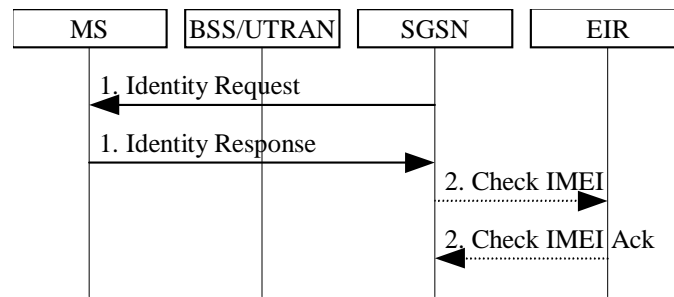 MS BSS/UTRAN SGSN EIR
1. Identity Request
1. Identity Response
2. Check IMEI
2. Check IMEI Ack